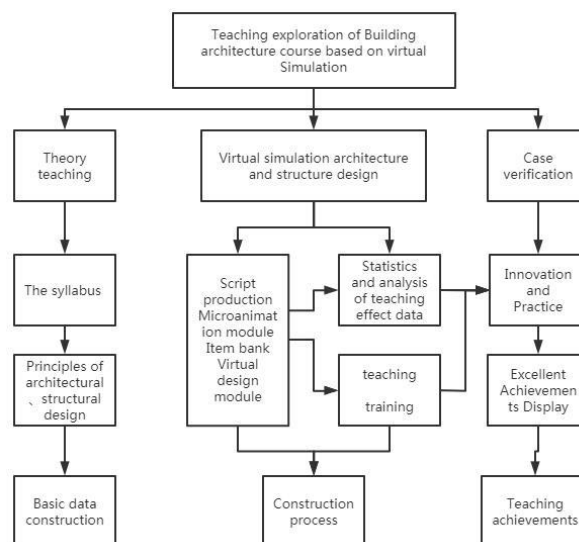 Teaching exploration of Building
architecture course based on virtual
Simulation
Theory
teaching
Virtual simulation architecture
and structure design
Case
verification
The syllabus
Script
production
Microanimat
ion module
Item bank
Virtual
design
module
Statistics
and analysis
of teaching
effect data
Innovation
and
Practice
Principles of
architectural
、structural
design
teaching
training
Excellent
Achievemen
ts Display
Basic data
construction
Construction
process
Teaching
achievements